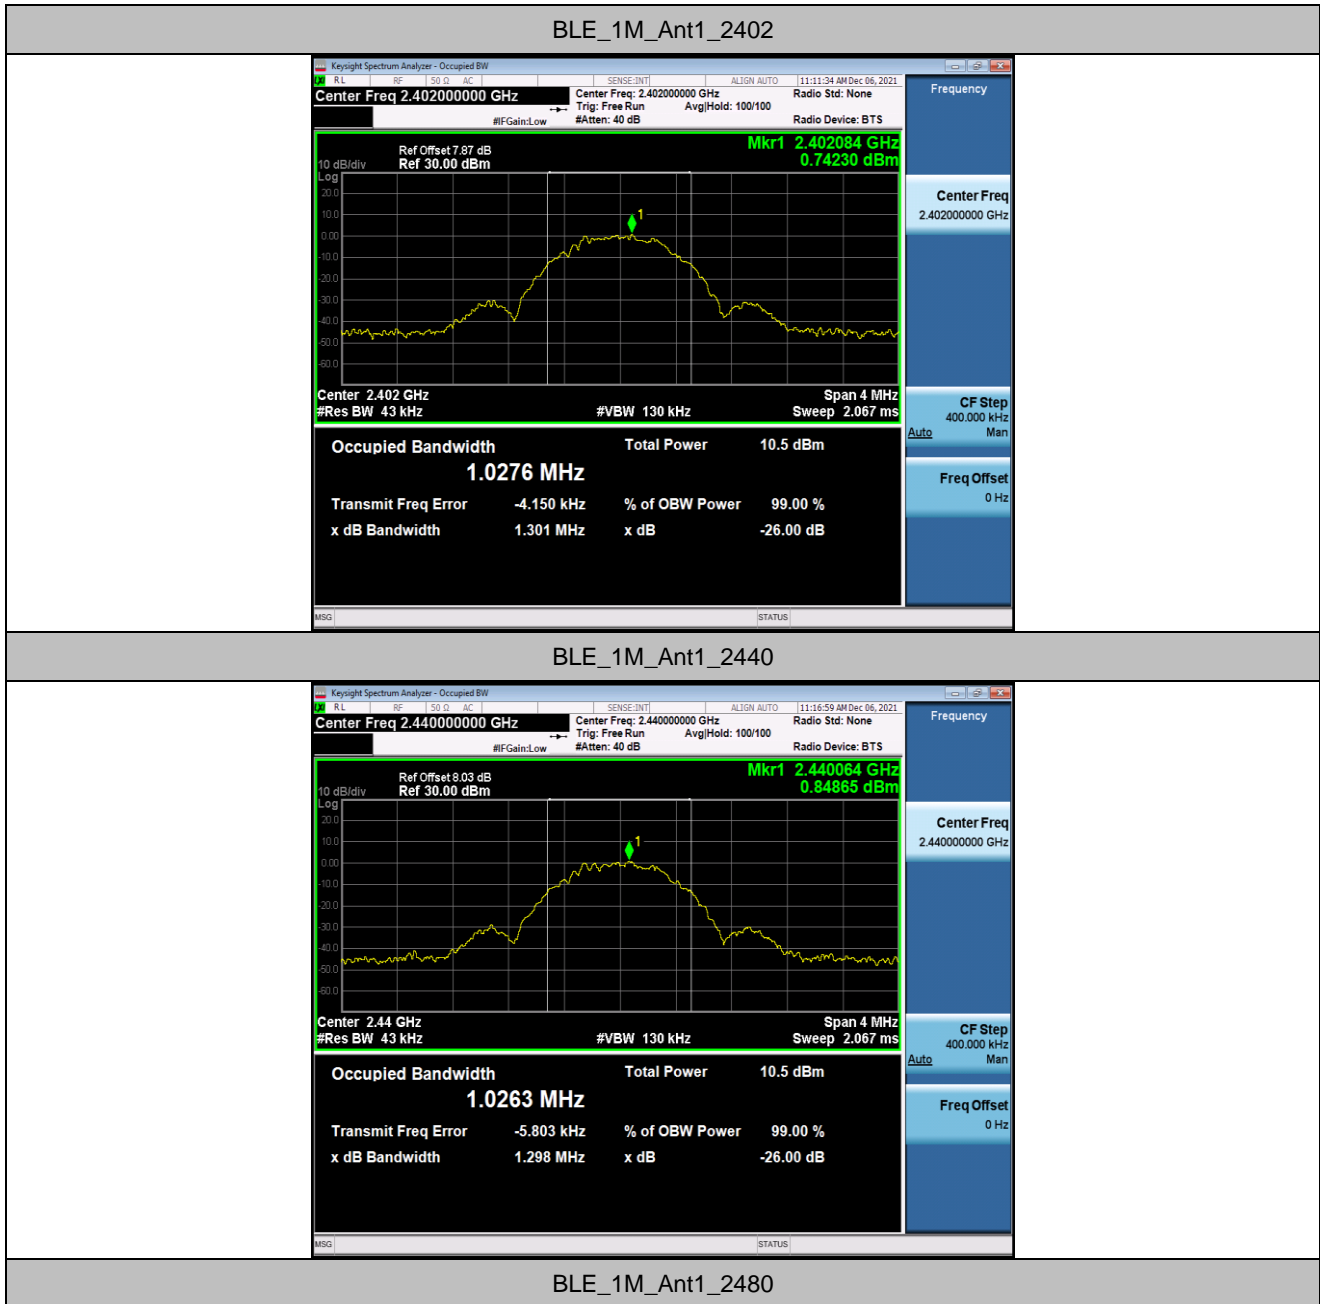 BLE_1M_Ant1_2402
Keysight Spectrum Analyzer - Occupied BW
RL RF 50 Ω AC SENSE:INT ALIGN AUTO 11:11:34 AM Dec 06, 2021
Center Freq 2.402000000 GHz
Center Freq: 2.402000000 GHz Radio Std: None
Trig: Free Run Avg|Hold: 100/100
#IFGain:Low #Atten: 40 dB Radio Device: BTS
Frequency
Mkr1 2.402084 GHz
0.74230 dBm
Ref Offset 7.87 dB
10 dB/div Ref 30.00 dBm
Log
20.0
10.0
0.00
-10.0
-20.0
-30.0
-40.0
-50.0
-60.0
1
Center 2.402 GHz Span 4 MHz
#Res BW 43 kHz #VBW 130 kHz Sweep 2.067 ms
Center Freq
2.402000000 GHz
CF Step
400.000 kHz
Auto Man
Freq Offset
0 Hz
Occupied Bandwidth Total Power 10.5 dBm
1.0276 MHz
Transmit Freq Error -4.150 kHz % of OBW Power 99.00 %
x dB Bandwidth 1.301 MHz x dB -26.00 dB
MSG STATUS
BLE_1M_Ant1_2440
Keysight Spectrum Analyzer - Occupied BW
RL RF 50 Ω AC SENSE:INT ALIGN AUTO 11:16:59 AM Dec 06, 2021
Center Freq 2.440000000 GHz
Center Freq: 2.440000000 GHz Radio Std: None
Trig: Free Run Avg|Hold: 100/100
#IFGain:Low #Atten: 40 dB Radio Device: BTS
Frequency
Mkr1 2.440064 GHz
0.84865 dBm
Ref Offset 8.03 dB
10 dB/div Ref 30.00 dBm
Log
20.0
10.0
0.00
-10.0
-20.0
-30.0
-40.0
-50.0
-60.0
1
Center 2.44 GHz Span 4 MHz
#Res BW 43 kHz #VBW 130 kHz Sweep 2.067 ms
Center Freq
2.440000000 GHz
CF Step
400.000 kHz
Auto Man
Freq Offset
0 Hz
Occupied Bandwidth Total Power 10.5 dBm
1.0263 MHz
Transmit Freq Error -5.803 kHz % of OBW Power 99.00 %
x dB Bandwidth 1.298 MHz x dB -26.00 dB
MSG STATUS
BLE_1M_Ant1_2480